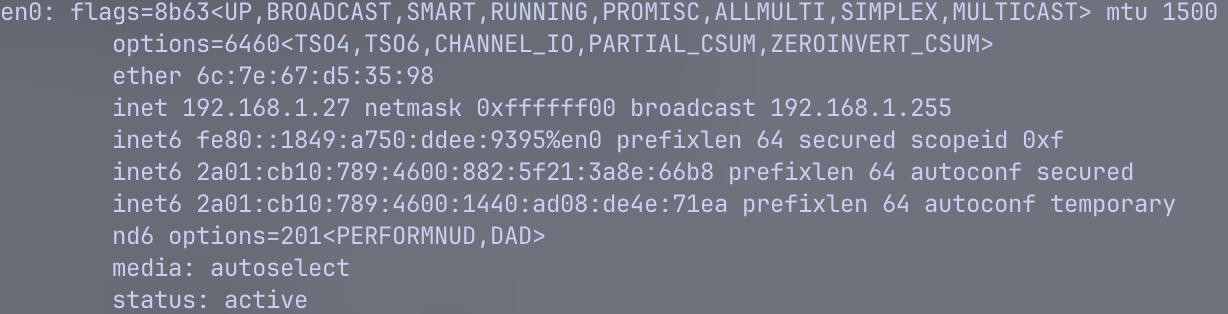 en0: flags=8b63<UP,BROADCAST,SMART,RUNNING,PROMISC,ALLMULTI,SIMPLEX,MULTICAST> mtu 1500
options=6460<TSO4,TSO6,CHANNEL_IO,PARTIAL_CSUM,ZEROINVERT_CSUM>
ether 6c:7e:67:d5:35:98
inet 192.168.1.27 netmask 0xffffff00 broadcast 192.168.1.255
inet6 fe80::1849:a750:ddee:9395%en0 prefixlen 64 secured scopeid 0xf
inet6 2a01:cb10:789:4600:882:5f21:3a8e:66b8 prefixlen 64 autoconf secured
inet6 2a01:cb10:789:4600:1440:ad08:de4e:71ea prefixlen 64 autoconf temporary
nd6 options=201<PERFORMNUD,DAD>
media: autoselect
status: active